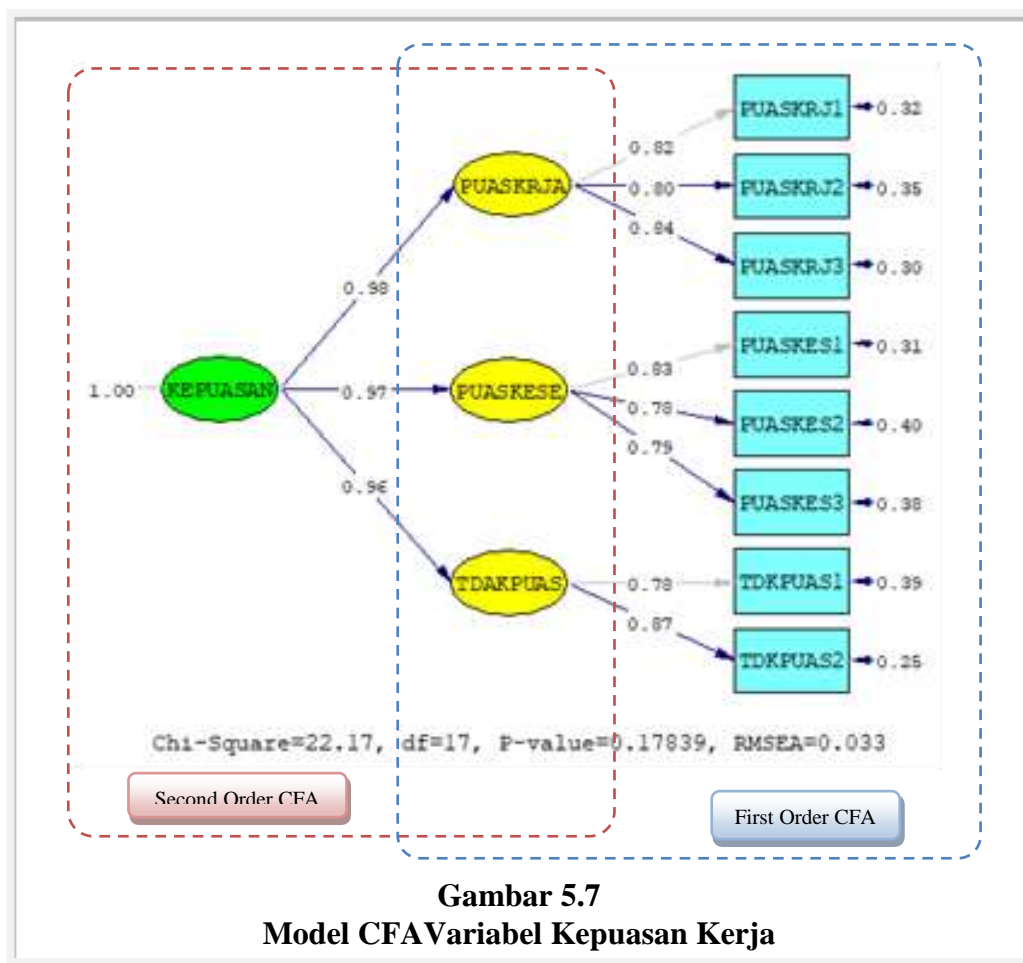 PUASKRJ1
0.32
0.82
PUASKRJA
0.80
PUASKRJ2
0.35
0.84
PUASKRJ3
0.30
0.98
PUASKES1
0.31
0.83
1.00
KEPUASAN
0.97
PUASKESE
0.78
PUASKES2
0.40
0.79
0.96
PUASKES3
0.38
TDAKPUAS
0.78
TDKPUAS1
0.39
0.87
TDKPUAS2
0.25
Chi-Square=22.17, df=17, P-value=0.17839, RMSEA=0.033
Second Order CFA
First Order CFA
Gambar 5.7
Model CFAVariabel Kepuasan Kerja